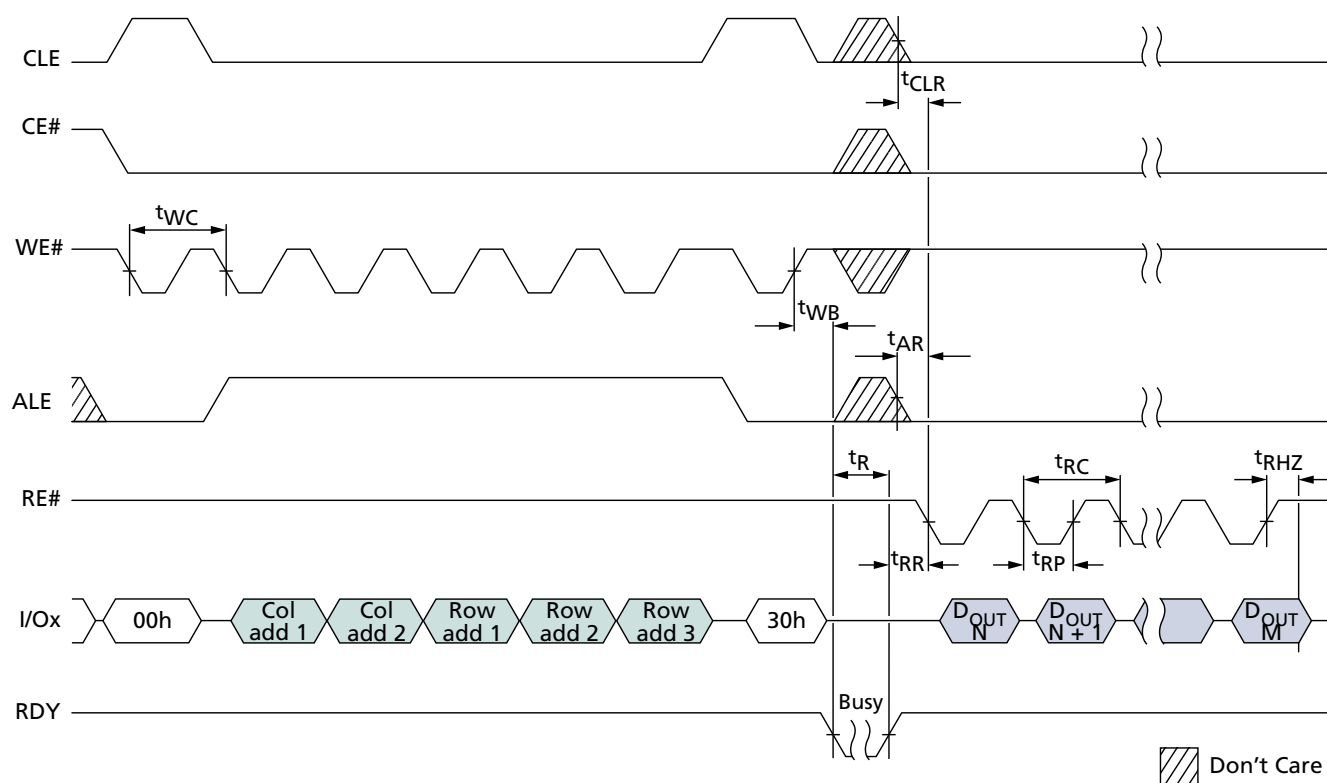 CLE
tCLR
CE#
tWC
WE#
tWB
tAR
ALE
tR
tRC
tRHZ
RE#
tRR
tRP
I/Ox
00h
Col
add 1
Col
add 2
Row
add 1
Row
add 2
Row
add 3
30h
DOUT
N
DOUT
N + 1
DOUT
M
RDY
Busy
Don't Care